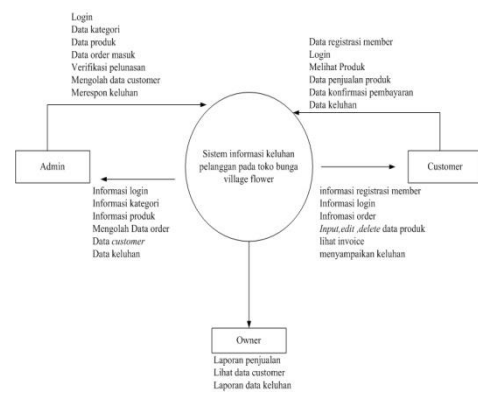 Login
Data kategori
Data produk
Data order masuk
Verifikasi pelunasan
Mengolah data customer
Merespon keluhan
Data registrasi member
Login
Melihat Produk
Data penjualan produk
Data konfirmasi pembayaran
Data keluhan
Admin
Sistem informasi keluhan
pelanggan pada toko bunga
village flower
Customer
Informasi login
Informasi kategori
Informasi produk
Mengolah Data order
Data customer
Data keluhan
informasi registrasi member
Informasi login
Infromasi order
Input,edit ,delete data produk
lihat invoice
menyampaikan keluhan
Owner
Laporan penjualan
Lihat data customer
Laporan data keluhan